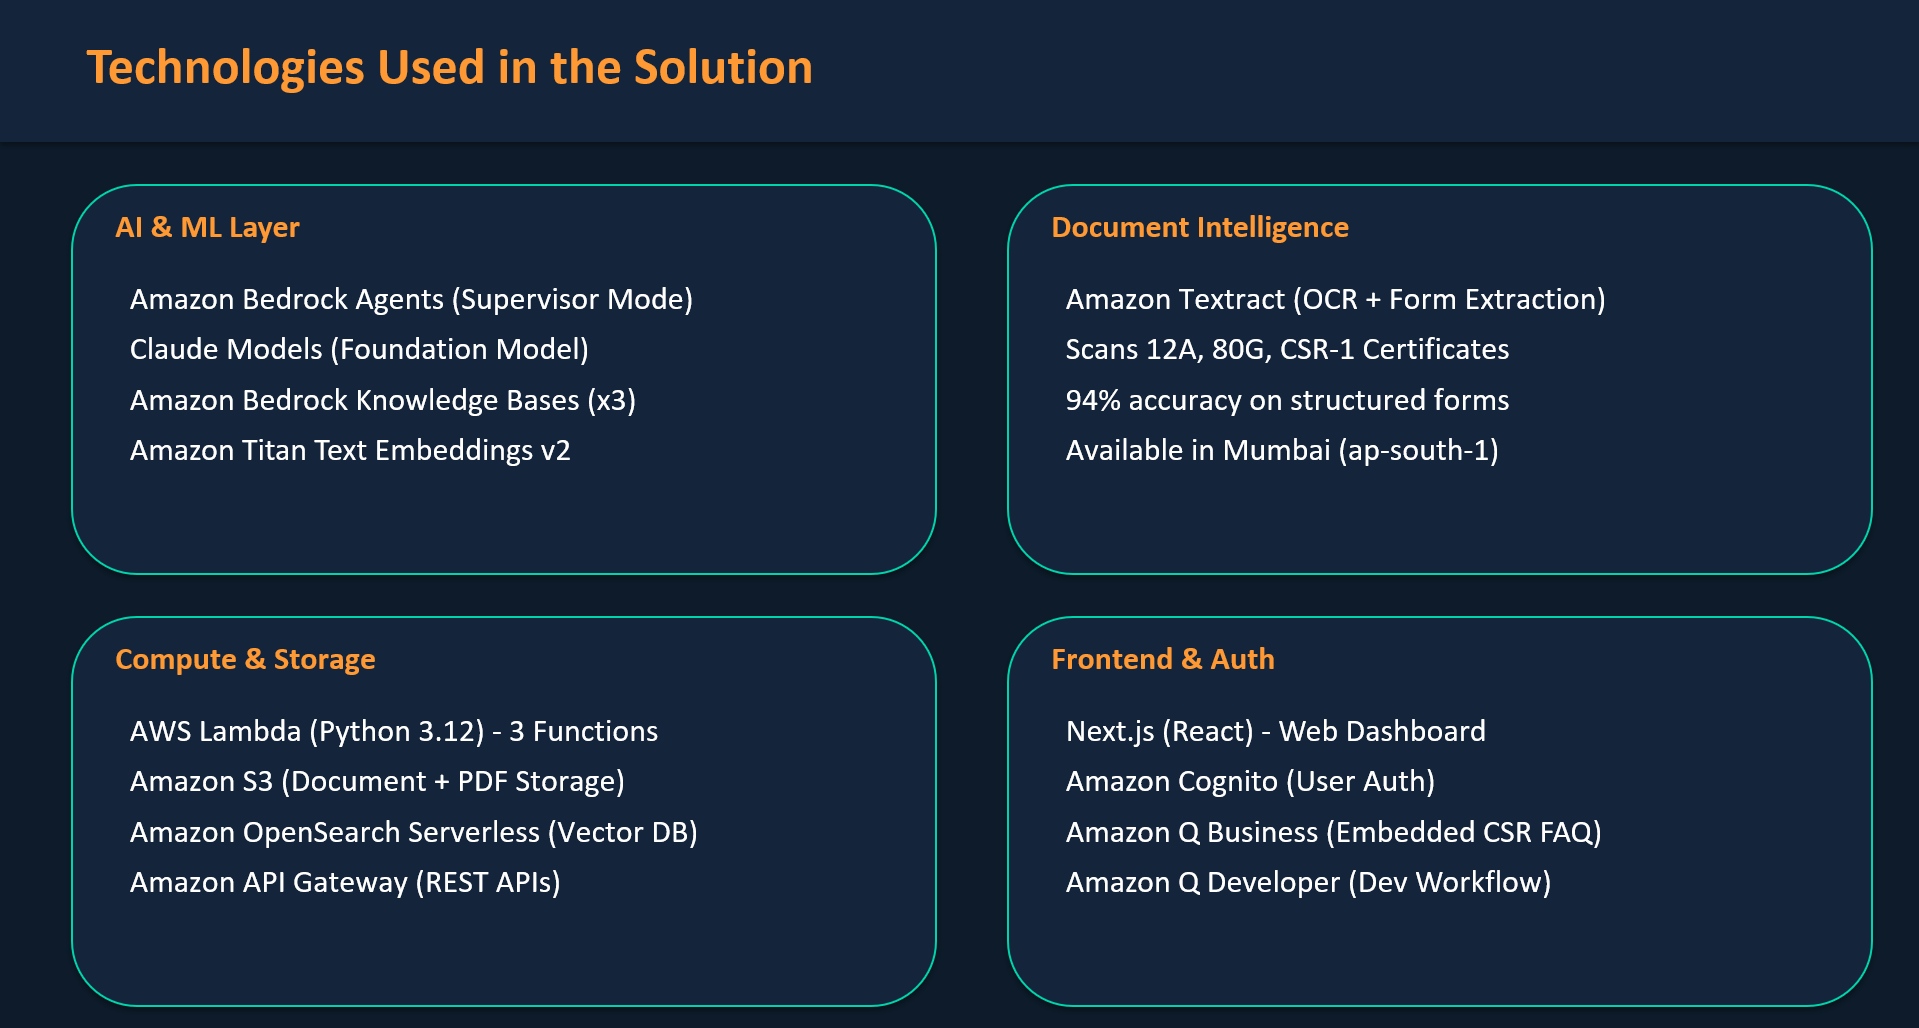 Technologies Used in the Solution
AI & ML Layer
Amazon Bedrock Agents (Supervisor Mode)
Claude Models (Foundation Model)
Amazon Bedrock Knowledge Bases (x3)
Amazon Titan Text Embeddings v2
Document Intelligence
Amazon Textract (OCR + Form Extraction)
Scans 12A, 80G, CSR-1 Certificates
94% accuracy on structured forms
Available in Mumbai (ap-south-1)
Compute & Storage
AWS Lambda (Python 3.12) - 3 Functions
Amazon S3 (Document + PDF Storage)
Amazon OpenSearch Serverless (Vector DB)
Amazon API Gateway (REST APIs)
Frontend & Auth
Next.js (React) - Web Dashboard
Amazon Cognito (User Auth)
Amazon Q Business (Embedded CSR FAQ)
Amazon Q Developer (Dev Workflow)